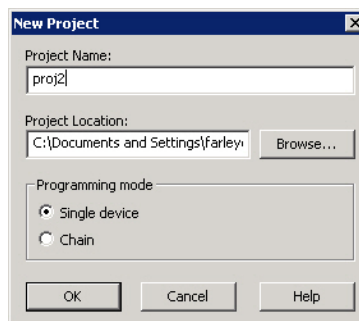 New Project
Project Name:
proj2
Project Location:
C:\Documents and Settings\farley
Browse...
Programming mode
Single device
Chain
OK
Cancel
Help